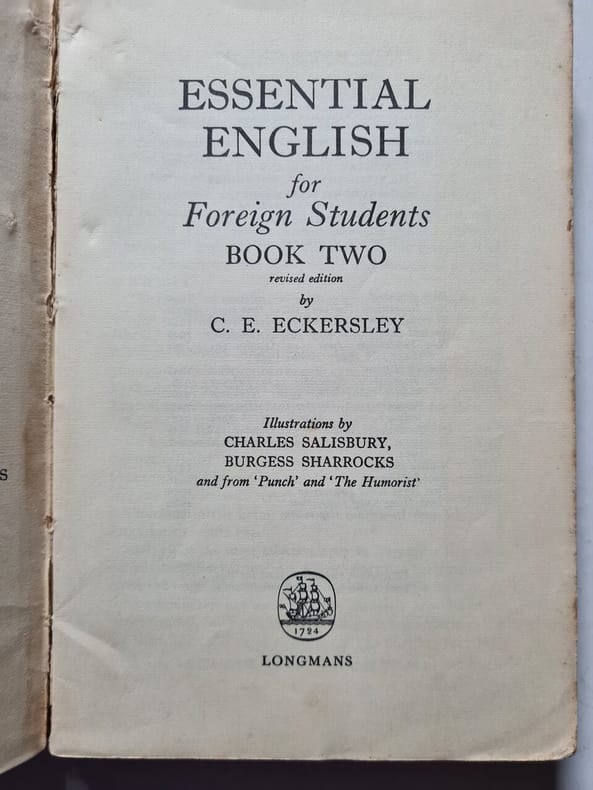 ESSENTIAL
ENGLISH
for
Foreign Students
BOOK TWO
revised edition
by
C. E. ECKERSLEY
Illustrations by
CHARLES SALISBURY,
BURGESS SHARROCKS
and from ‘Punch’ and ‘The Humorist’
S
1724
LONGMANS